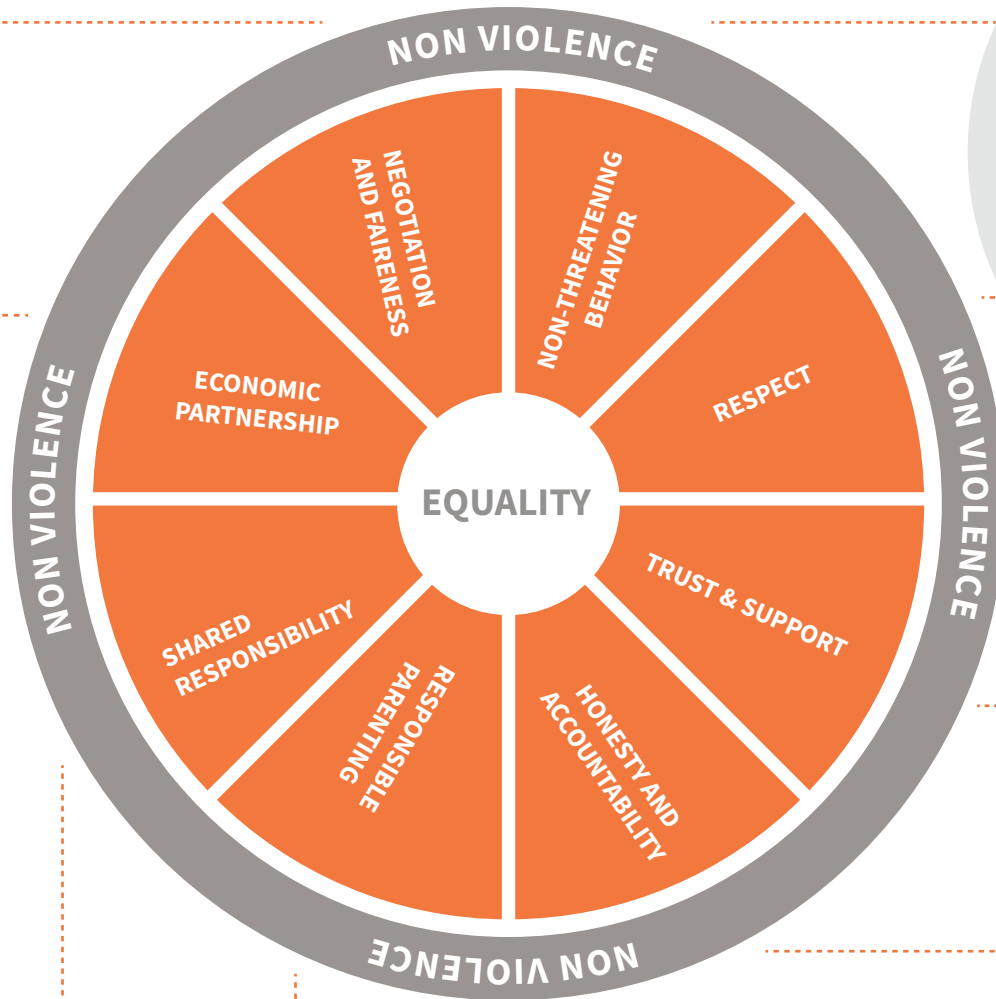 NON VIOLENCE
NEGOTIATION
AND FAIRENESS
NON-THREATENING
BEHAVIOR
RESPECT
TRUST & SUPPORT
HONESTY AND
ACCOUNTABILITY
RESPONSIBLE
PARENTING
SHARED
RESPONSIBILITY
ECONOMIC
PARTNERSHIP
EQUALITY
NON VIOLENCE
NON VIOLENCE
NON VIOLENCE